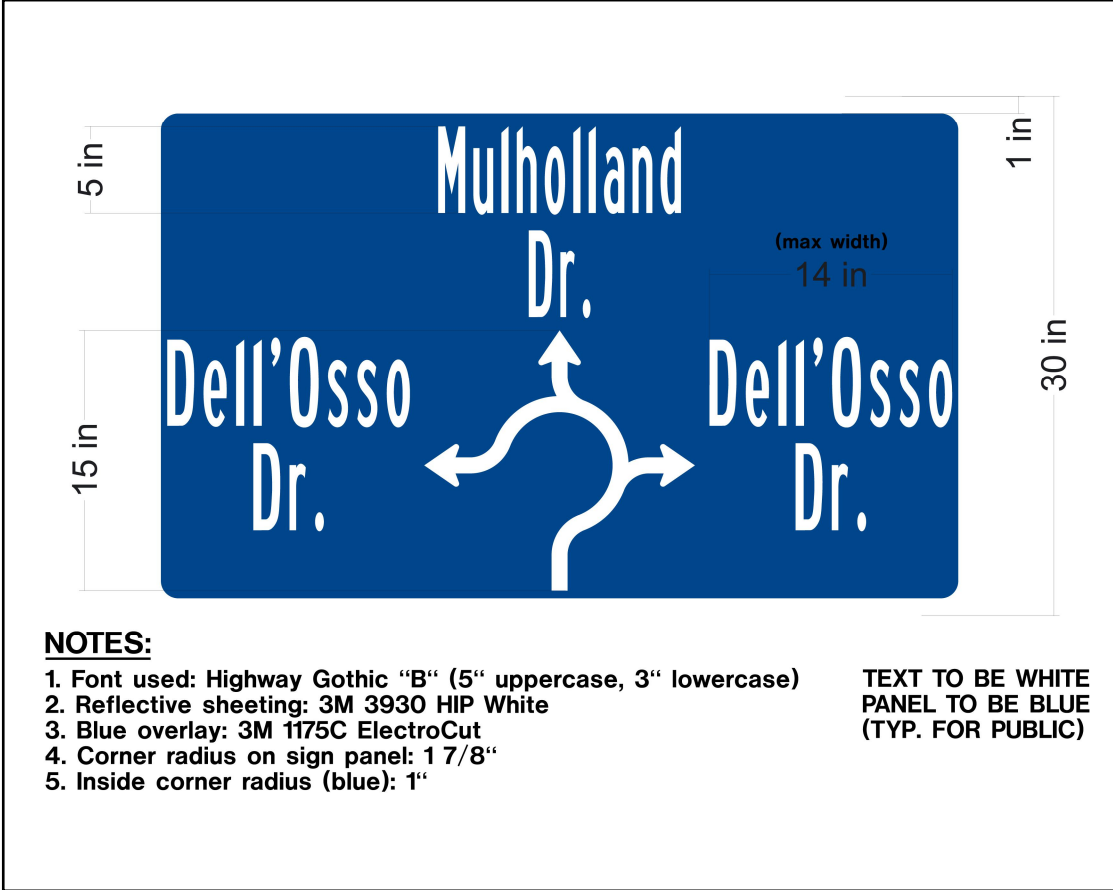 Mulholland
Dr.
5 in
1 in
(max width)
14 in
30 in
15 in
Dell’Osso
Dr.
Dell’Osso
Dr.
NOTES:
1. Font used: Highway Gothic “B“ (5“ uppercase, 3“ lowercase)
2. Reflective sheeting: 3M 3930 HIP White
3. Blue overlay: 3M 1175C ElectroCut
4. Corner radius on sign panel: 1 7/8“
5. Inside corner radius (blue): 1“
TEXT TO BE WHITE
PANEL TO BE BLUE
(TYP. FOR PUBLIC)